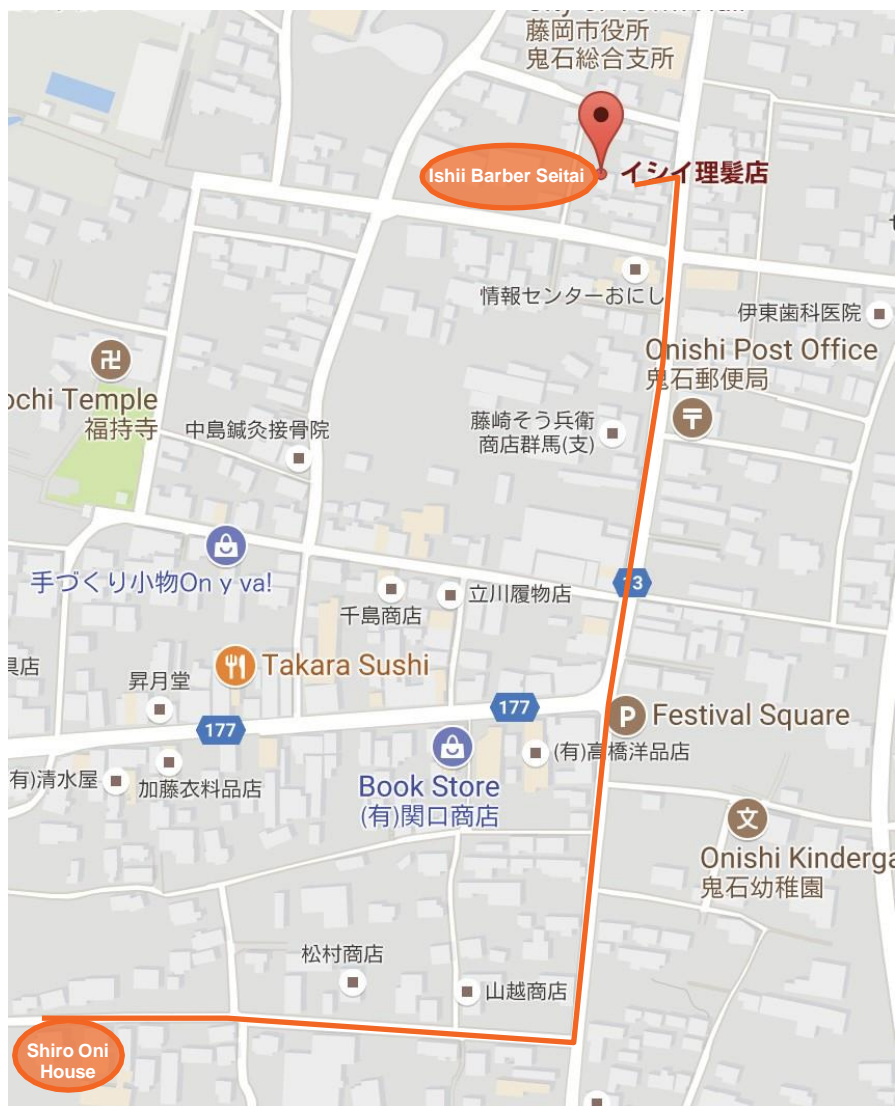 藤岡市役所
鬼石総合支所
Ishii Barber Seitai
イシイ理髪店
情報センターおにし
伊東歯科医院
Onishi Post Office
鬼石郵便局
〒
藤崎そう兵衛
商店群馬(支)
卍
ochi Temple
福持寺
中島鍼灸接骨院
手づくり小物On y va!
千島商店
立川履物店
13
具店
昇月堂
Takara Sushi
177
177
P
Festival Square
(有)清水屋
加藤衣料品店
Book Store
(有)関口商店
(有)高橋洋品店
文
Onishi Kinderga
鬼石幼稚園
松村商店
山越商店
Shiro Oni
House